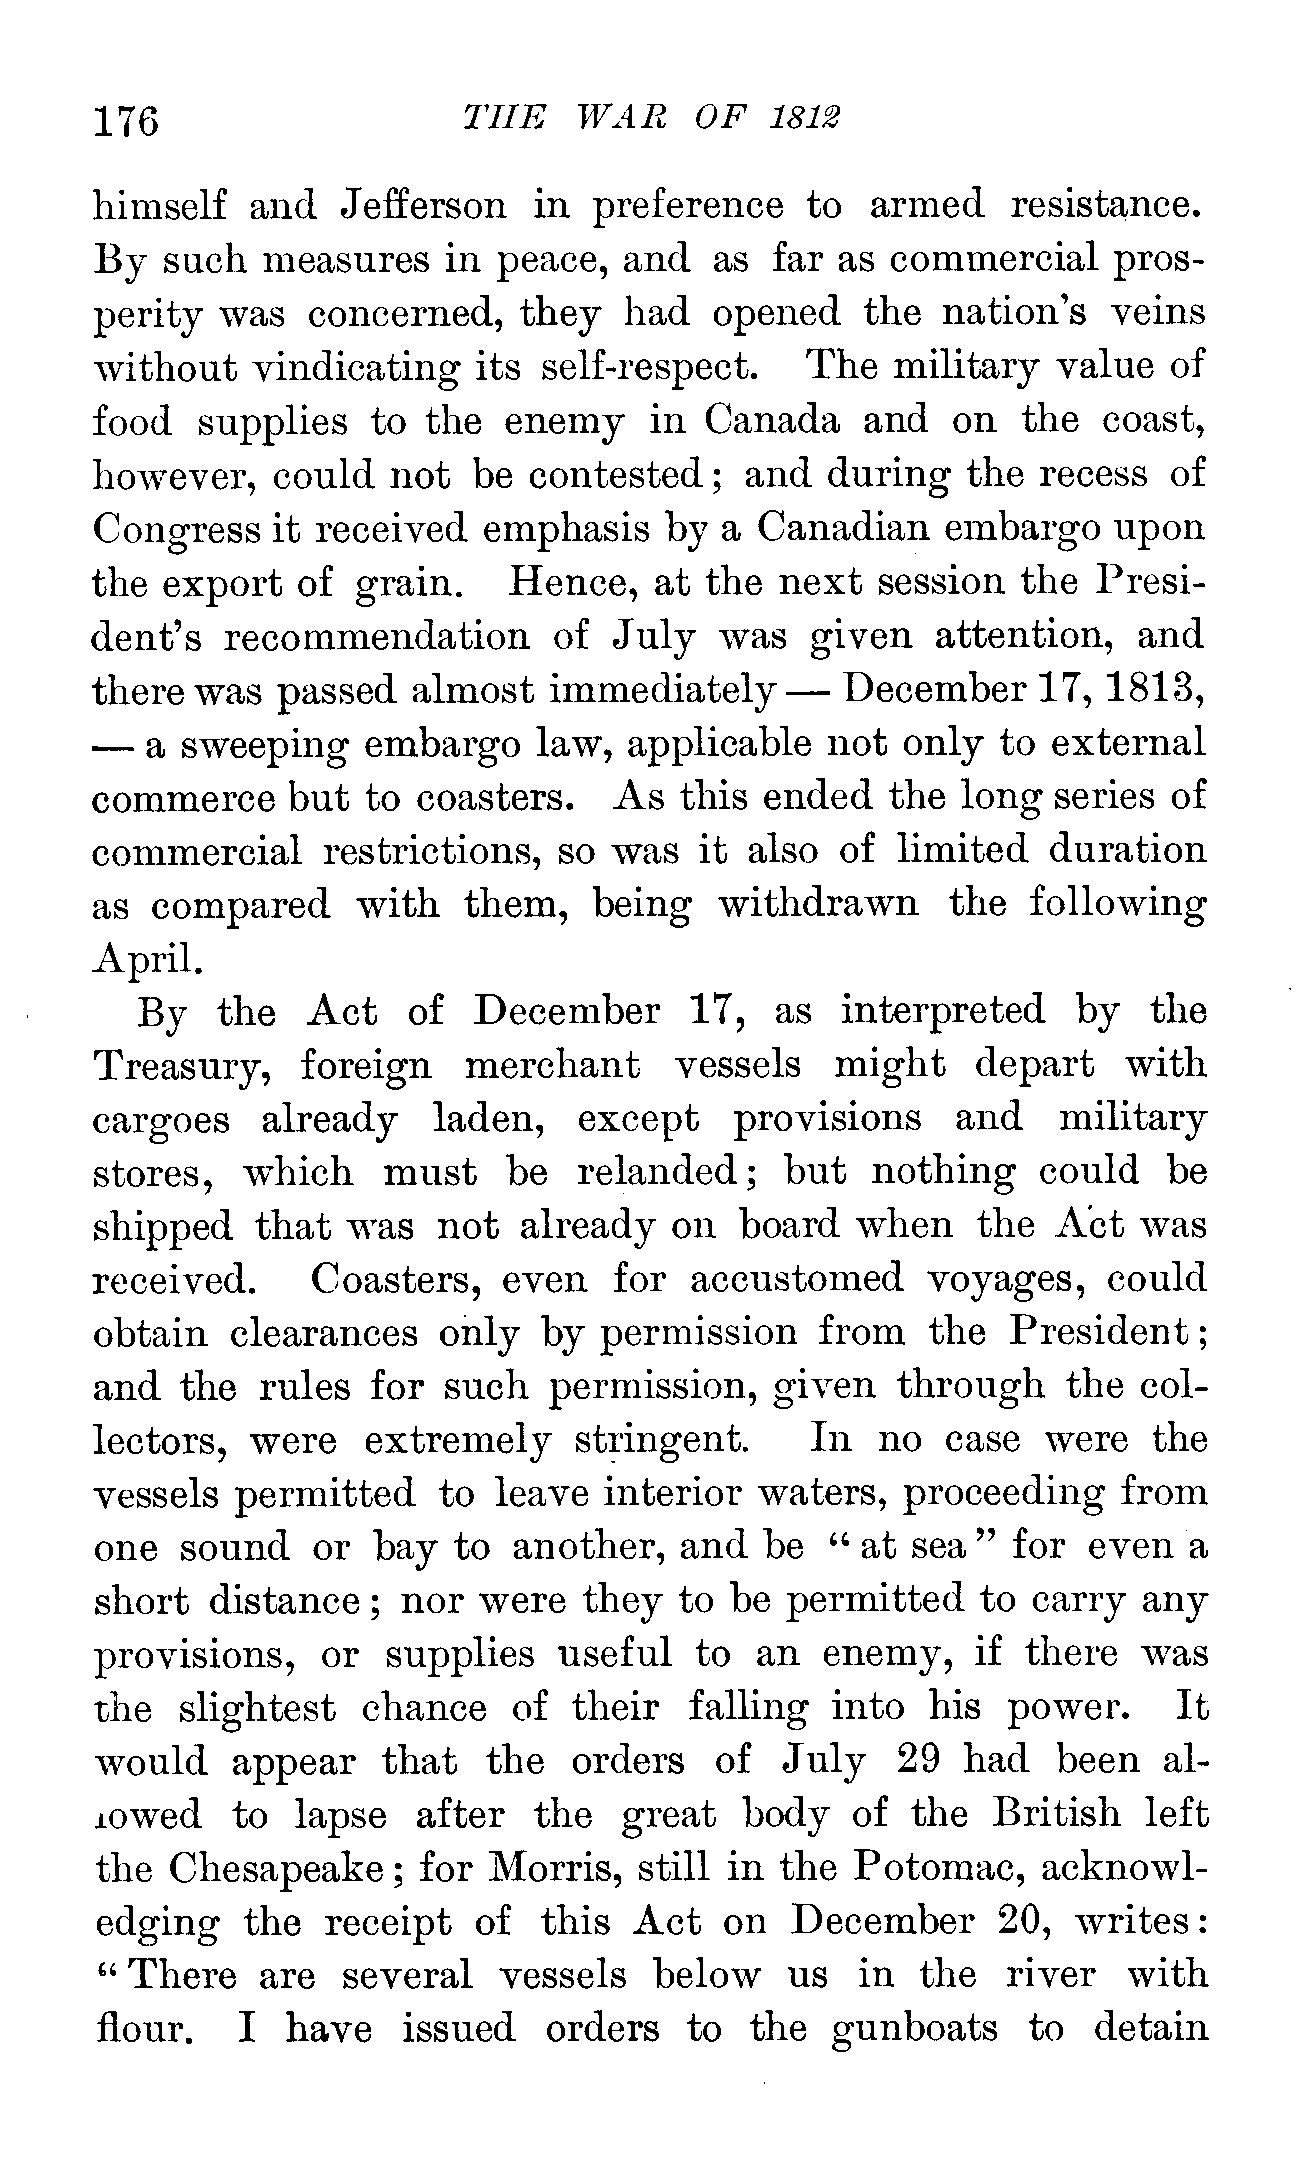 176 THE WAR OF 1812
himself and Jefferson in preference to armed resistance.
By such measures in peace, and as far as commercial pros-
perity was concerned, they had opened the nation's veins
without vindicating its self-respect. The military value of
food supplies to the enemy in Canada and on the coast,
however, could not be contested; and during the recess of
Congress it received emphasis by a Canadian embargo upon
the export of grain. Hence, at the next session the Presi-
dent's recommendation of July was given attention, and
there was passed almost immediately — December 17, 1813,
— a sweeping embargo law, applicable not only to external
commerce but to coasters. As this ended the long series of
commercial restrictions, so was it also of limited duration
as compared with them, being withdrawn the following
April.
By the Act of December 17, as interpreted by the
Treasury, foreign merchant vessels might depart with
cargoes already laden, except provisions and military
stores, which must be relanded; but nothing could be
shipped that was not already on board when the Act was
received. Coasters, even for accustomed voyages, could
obtain clearances only by permission from the President;
and the rules for such permission, given through the col-
lectors, were extremely stringent. In no case were the
vessels permitted to leave interior waters, proceeding from
one sound or bay to another, and be "at sea" for even a
short distance; nor were they to be permitted to carry any
provisions, or supplies useful to an enemy, if there was
the slightest chance of their falling into his power. It
would appear that the orders of July 29 had been al-
lowed to lapse after the great body of the British left
the Chesapeake; for Morris, still in the Potomac, acknowl-
edging the receipt of this Act on December 20, writes:
"There are several vessels below us in the river with
flour. I have issued orders to the gunboats to detain